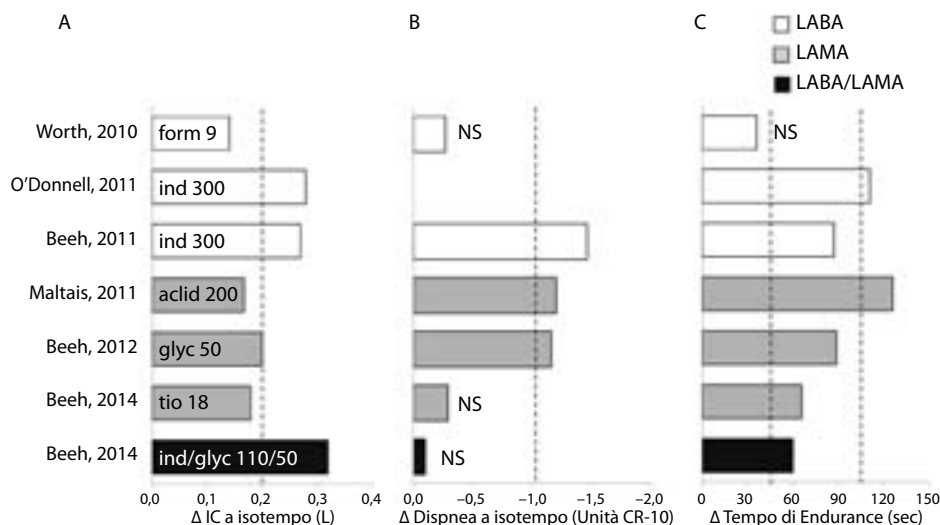 A
B
C
LABA
LAMA
LABA/LAMA
Worth, 2010
form 9
NS
NS
O'Donnell, 2011
ind 300
Beeh, 2011
ind 300
Maltais, 2011
aclid 200
Beeh, 2012
glyc 50
Beeh, 2014
tio 18
NS
Beeh, 2014
ind/glyc 110/50
NS
0,0 0,1 0,2 0,3 0,4
Δ IC a isotempo (L)
0,0 –0,5 –1,0 –1,5 –2,0
Δ Dispnea a isotempo (Unità CR-10)
0 30 60 90 120 150
Δ Tempo di Endurance (sec)